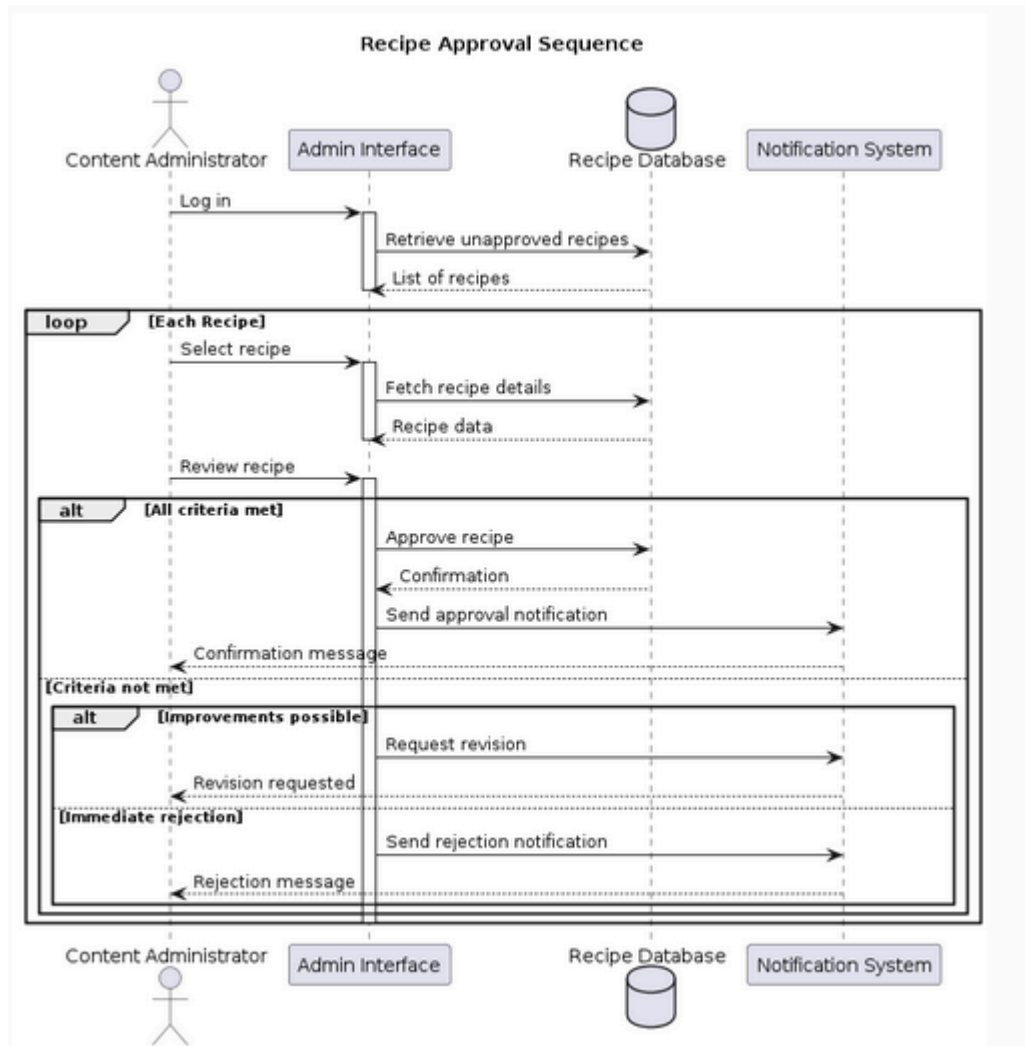 Recipe Approval Sequence
Content Administrator
Admin Interface
Recipe Database
Notification System
Log in
Retrieve unapproved recipes
List of recipes
loop [Each Recipe]
Select recipe
Fetch recipe details
Recipe data
Review recipe
alt [All criteria met]
Approve recipe
Confirmation
Send approval notification
Confirmation message
[Criteria not met]
alt [Improvements possible]
Request revision
Revision requested
[Immediate rejection]
Send rejection notification
Rejection message
Content Administrator
Admin Interface
Recipe Database
Notification System